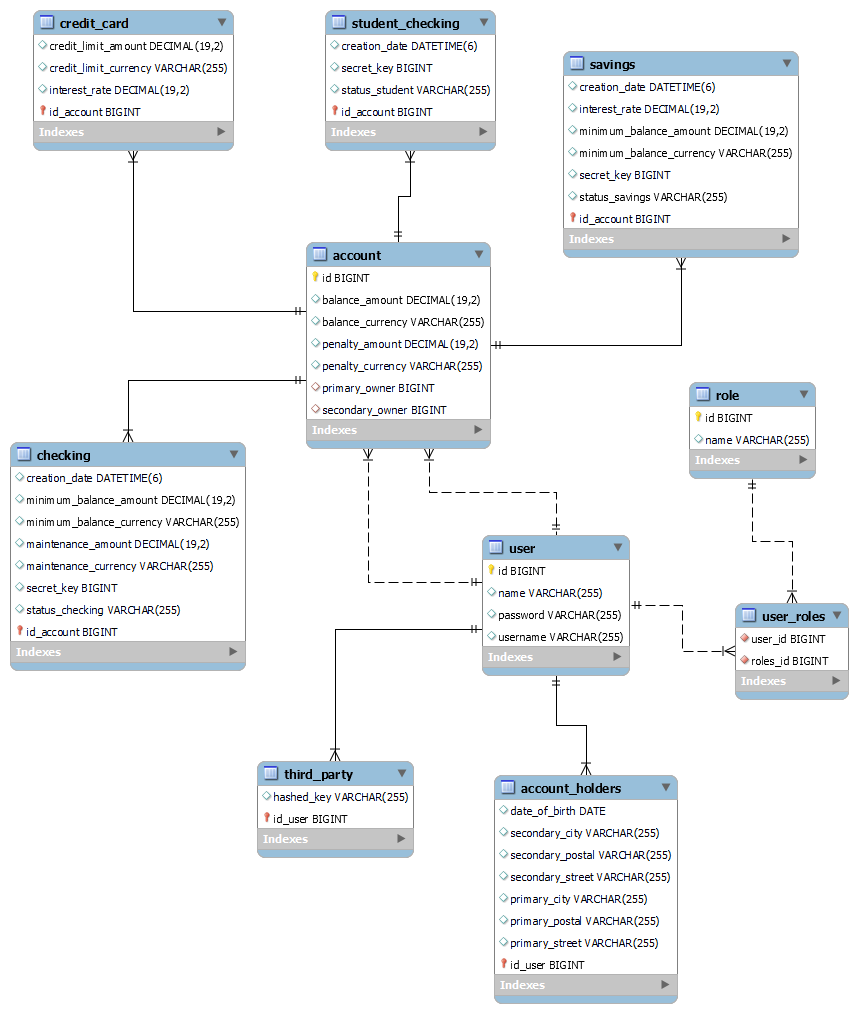 credit_card
credit_limit_amount DECIMAL(19,2)
credit_limit_currency VARCHAR(255)
interest_rate DECIMAL(19,2)
id_account BIGINT
Indexes
student_checking
creation_date DATETIME(6)
secret_key BIGINT
status_student VARCHAR(255)
id_account BIGINT
Indexes
savings
creation_date DATETIME(6)
interest_rate DECIMAL(19,2)
minimum_balance_amount DECIMAL(19,2)
minimum_balance_currency VARCHAR(255)
secret_key BIGINT
status_savings VARCHAR(255)
id_account BIGINT
Indexes
account
id BIGINT
balance_amount DECIMAL(19,2)
balance_currency VARCHAR(255)
penalty_amount DECIMAL(19,2)
penalty_currency VARCHAR(255)
primary_owner BIGINT
secondary_owner BIGINT
Indexes
role
id BIGINT
name VARCHAR(255)
Indexes
checking
creation_date DATETIME(6)
minimum_balance_amount DECIMAL(19,2)
minimum_balance_currency VARCHAR(255)
maintenance_amount DECIMAL(19,2)
maintenance_currency VARCHAR(255)
secret_key BIGINT
status_checking VARCHAR(255)
id_account BIGINT
Indexes
user
id BIGINT
name VARCHAR(255)
password VARCHAR(255)
username VARCHAR(255)
Indexes
user_roles
user_id BIGINT
roles_id BIGINT
Indexes
third_party
hashed_key VARCHAR(255)
id_user BIGINT
Indexes
account_holders
date_of_birth DATE
secondary_city VARCHAR(255)
secondary_postal VARCHAR(255)
secondary_street VARCHAR(255)
primary_city VARCHAR(255)
primary_postal VARCHAR(255)
primary_street VARCHAR(255)
id_user BIGINT
Indexes